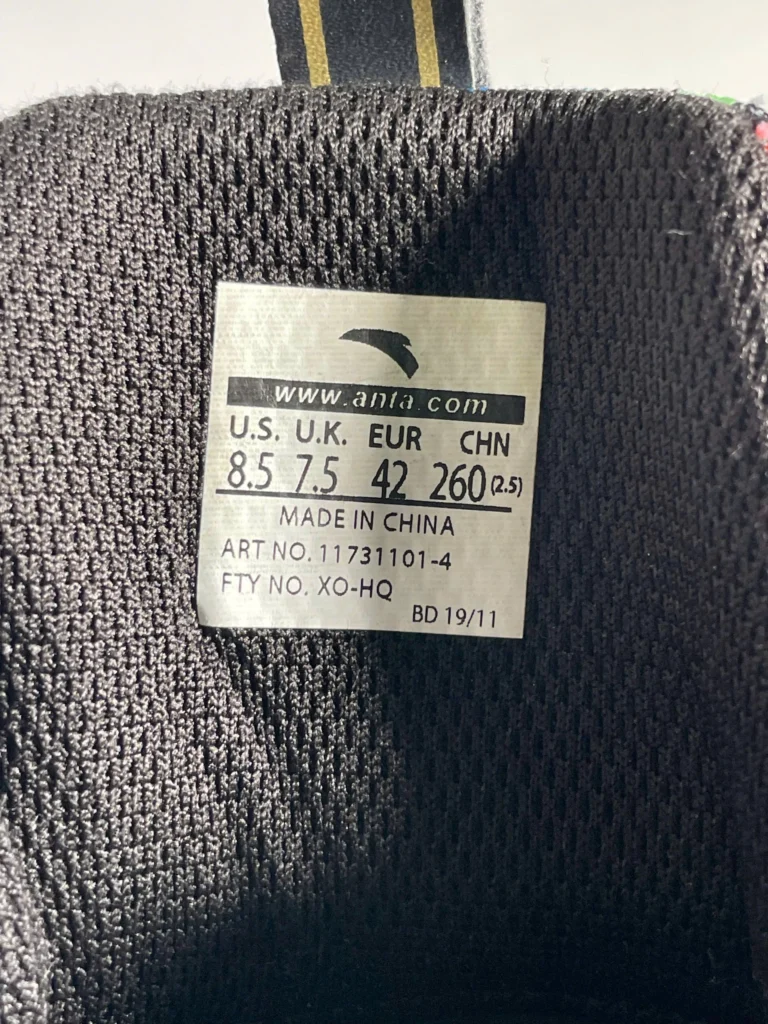 www.anta.com
U.S. U.K. EUR CHN
8.5 7.5 42 260(2.5)
MADE IN CHINA
ART NO. 11731101-4
FTY NO. XO-HQ
BD 19/11